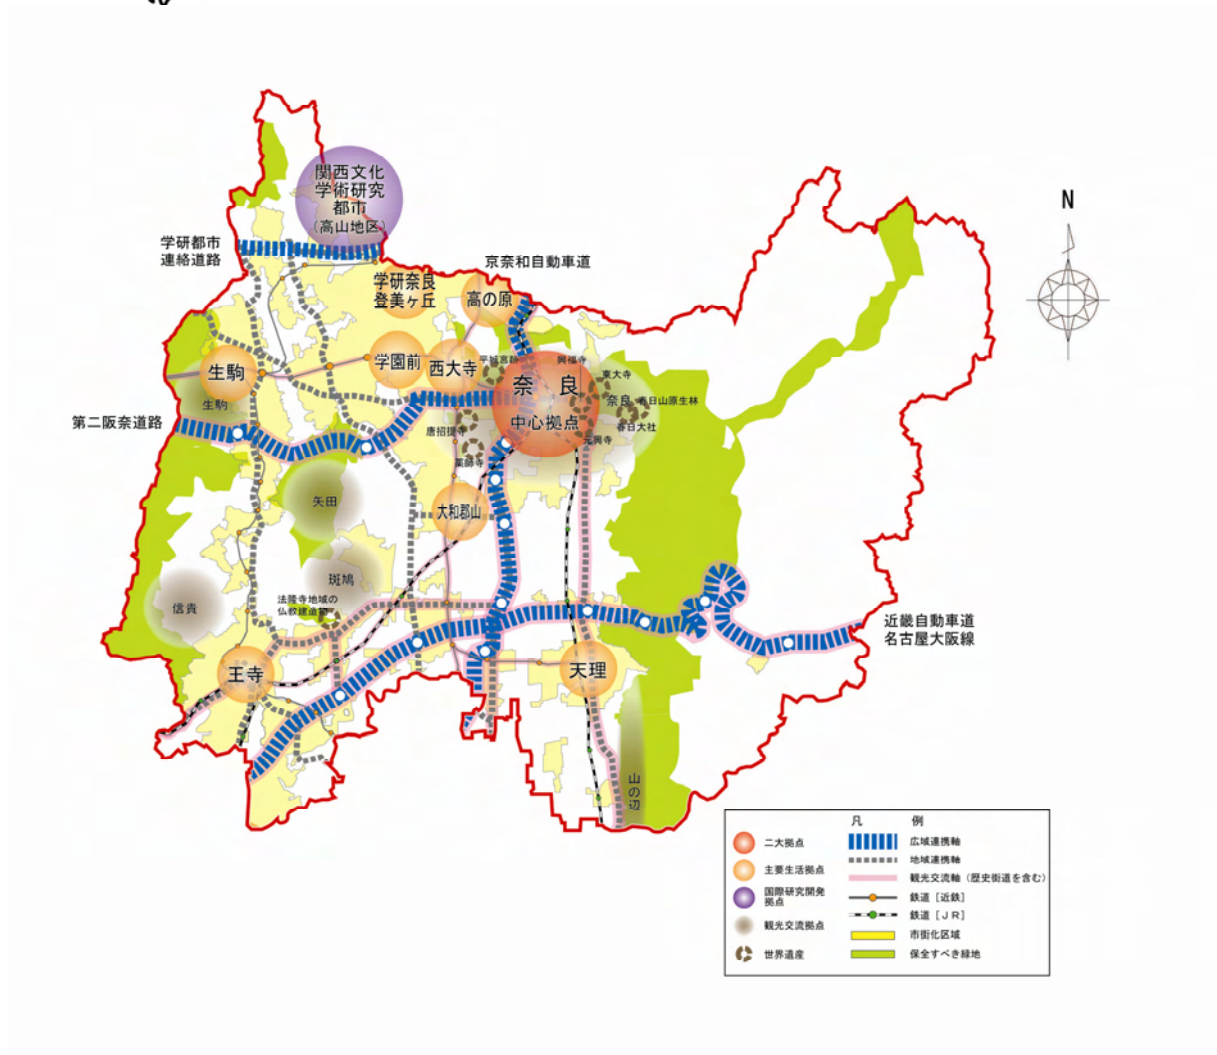 N
関西文化
学術研究
都市
（高山地区）
学研都市
連絡道路
京奈和自動車道
学研奈良
登美ヶ丘
高の原
生駒
学園前
西大寺
平城宮跡
興福寺
東大寺
奈良
中心拠点
奈良
春日山原生林
春日大社
元興寺
生駒
第二阪奈道路
唐招提寺
薬師寺
矢田
大和郡山
斑鳩
法隆寺地域の
仏教建造物
信貴
近畿自動車道
名古屋大阪線
王寺
天理
山の辺
凡例
二大拠点
主要生活拠点
国際研究開発
拠点
観光交流拠点
世界遺産
広域連携軸
地域連携軸
観光交流軸（歴史街道を含む）
鉄道［近鉄］
鉄道［ＪＲ］
市街化区域
保全すべき緑地